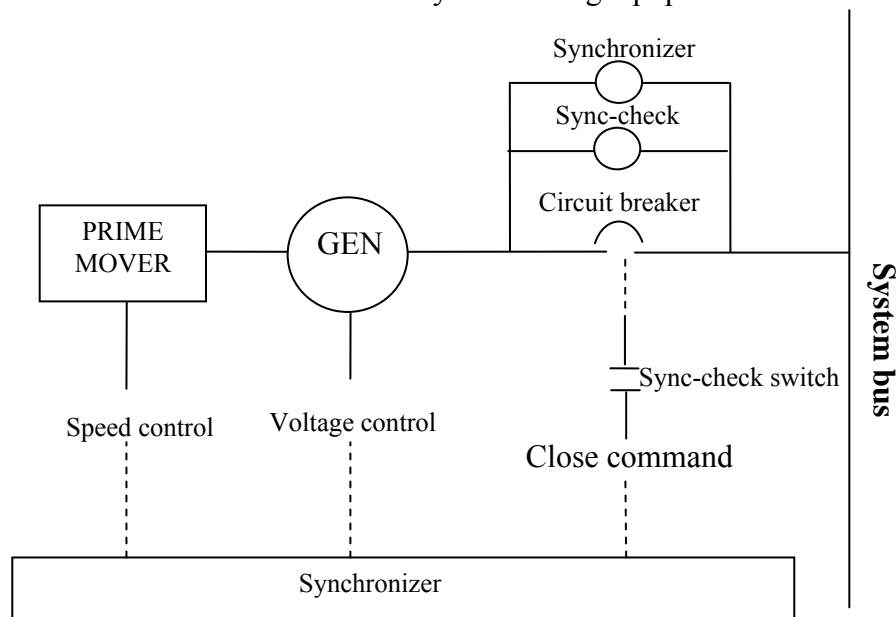 Synchronizer
Sync-check
Circuit breaker
PRIME
MOVER
GEN
System bus
Sync-check switch
Speed control
Voltage control
Close command
Synchronizer